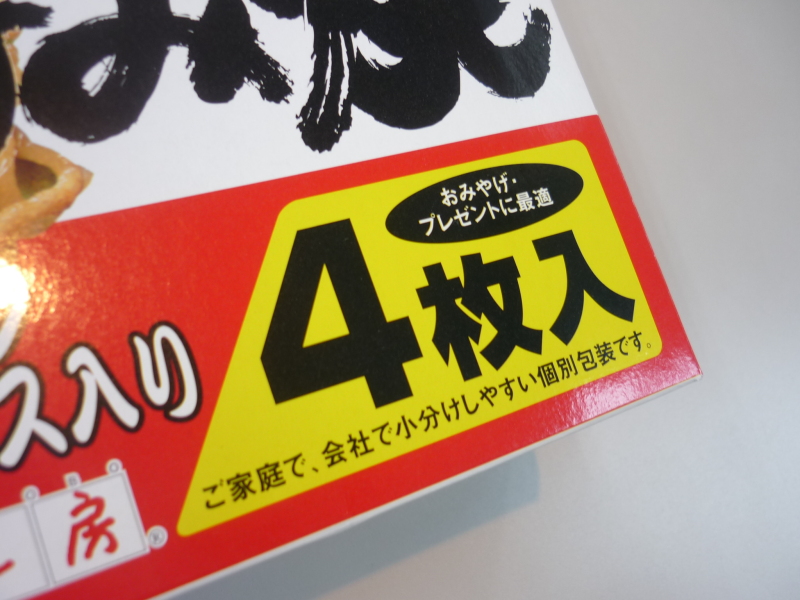 み焼
おみやげ・
プレゼントに最適
4枚入
ご家庭で、会社で小分けしやすい個別包装です。
ス入り
房®